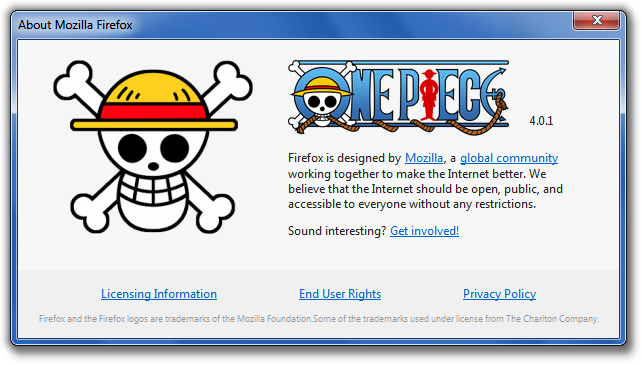 About Mozilla Firefox
ONE PIECE
4.0.1
Firefox is designed by Mozilla, a global community
working together to make the Internet better. We
believe that the Internet should be open, public, and
accessible to everyone without any restrictions.
Sound interesting? Get involved!
Licensing Information End User Rights Privacy Policy
Firefox and the Firefox logos are trademarks of the Mozilla Foundation.Some of the trademarks used under license from The Charlton Company.